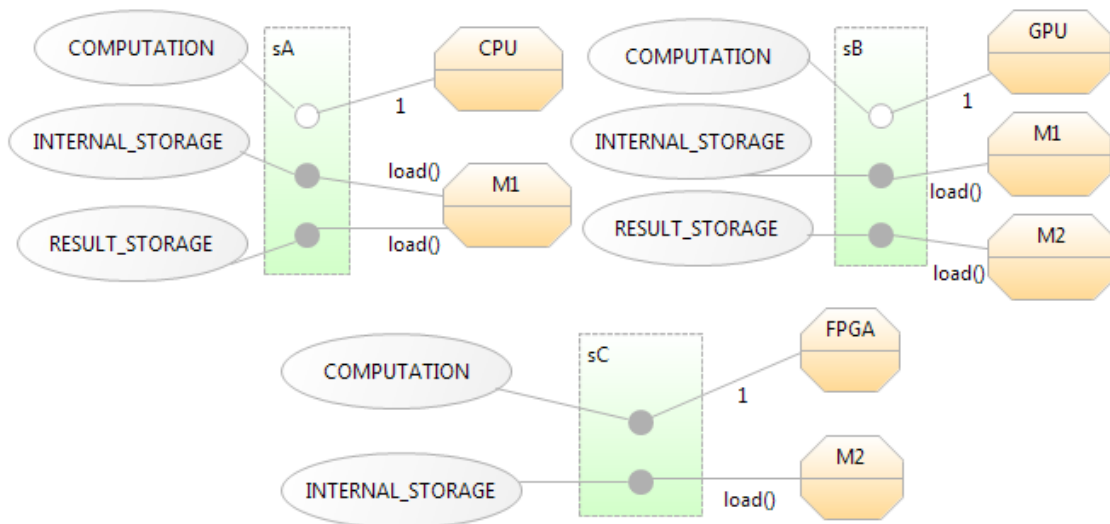 COMPUTATION
sA
CPU
1
INTERNAL_STORAGE
load()
M1
RESULT_STORAGE
load()
COMPUTATION
sB
GPU
1
INTERNAL_STORAGE
M1
load()
RESULT_STORAGE
M2
load()
COMPUTATION
sC
FPGA
1
INTERNAL_STORAGE
M2
load()